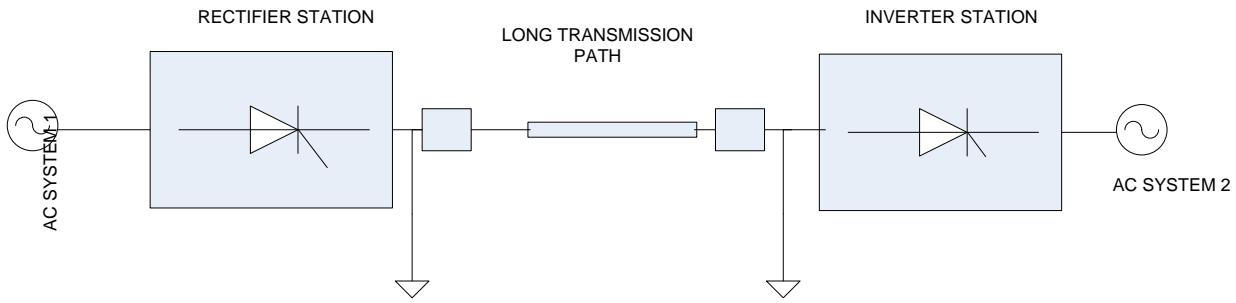 RECTIFIER STATION
LONG TRANSMISSION
PATH
INVERTER STATION
AC SYSTEM 1
AC SYSTEM 2